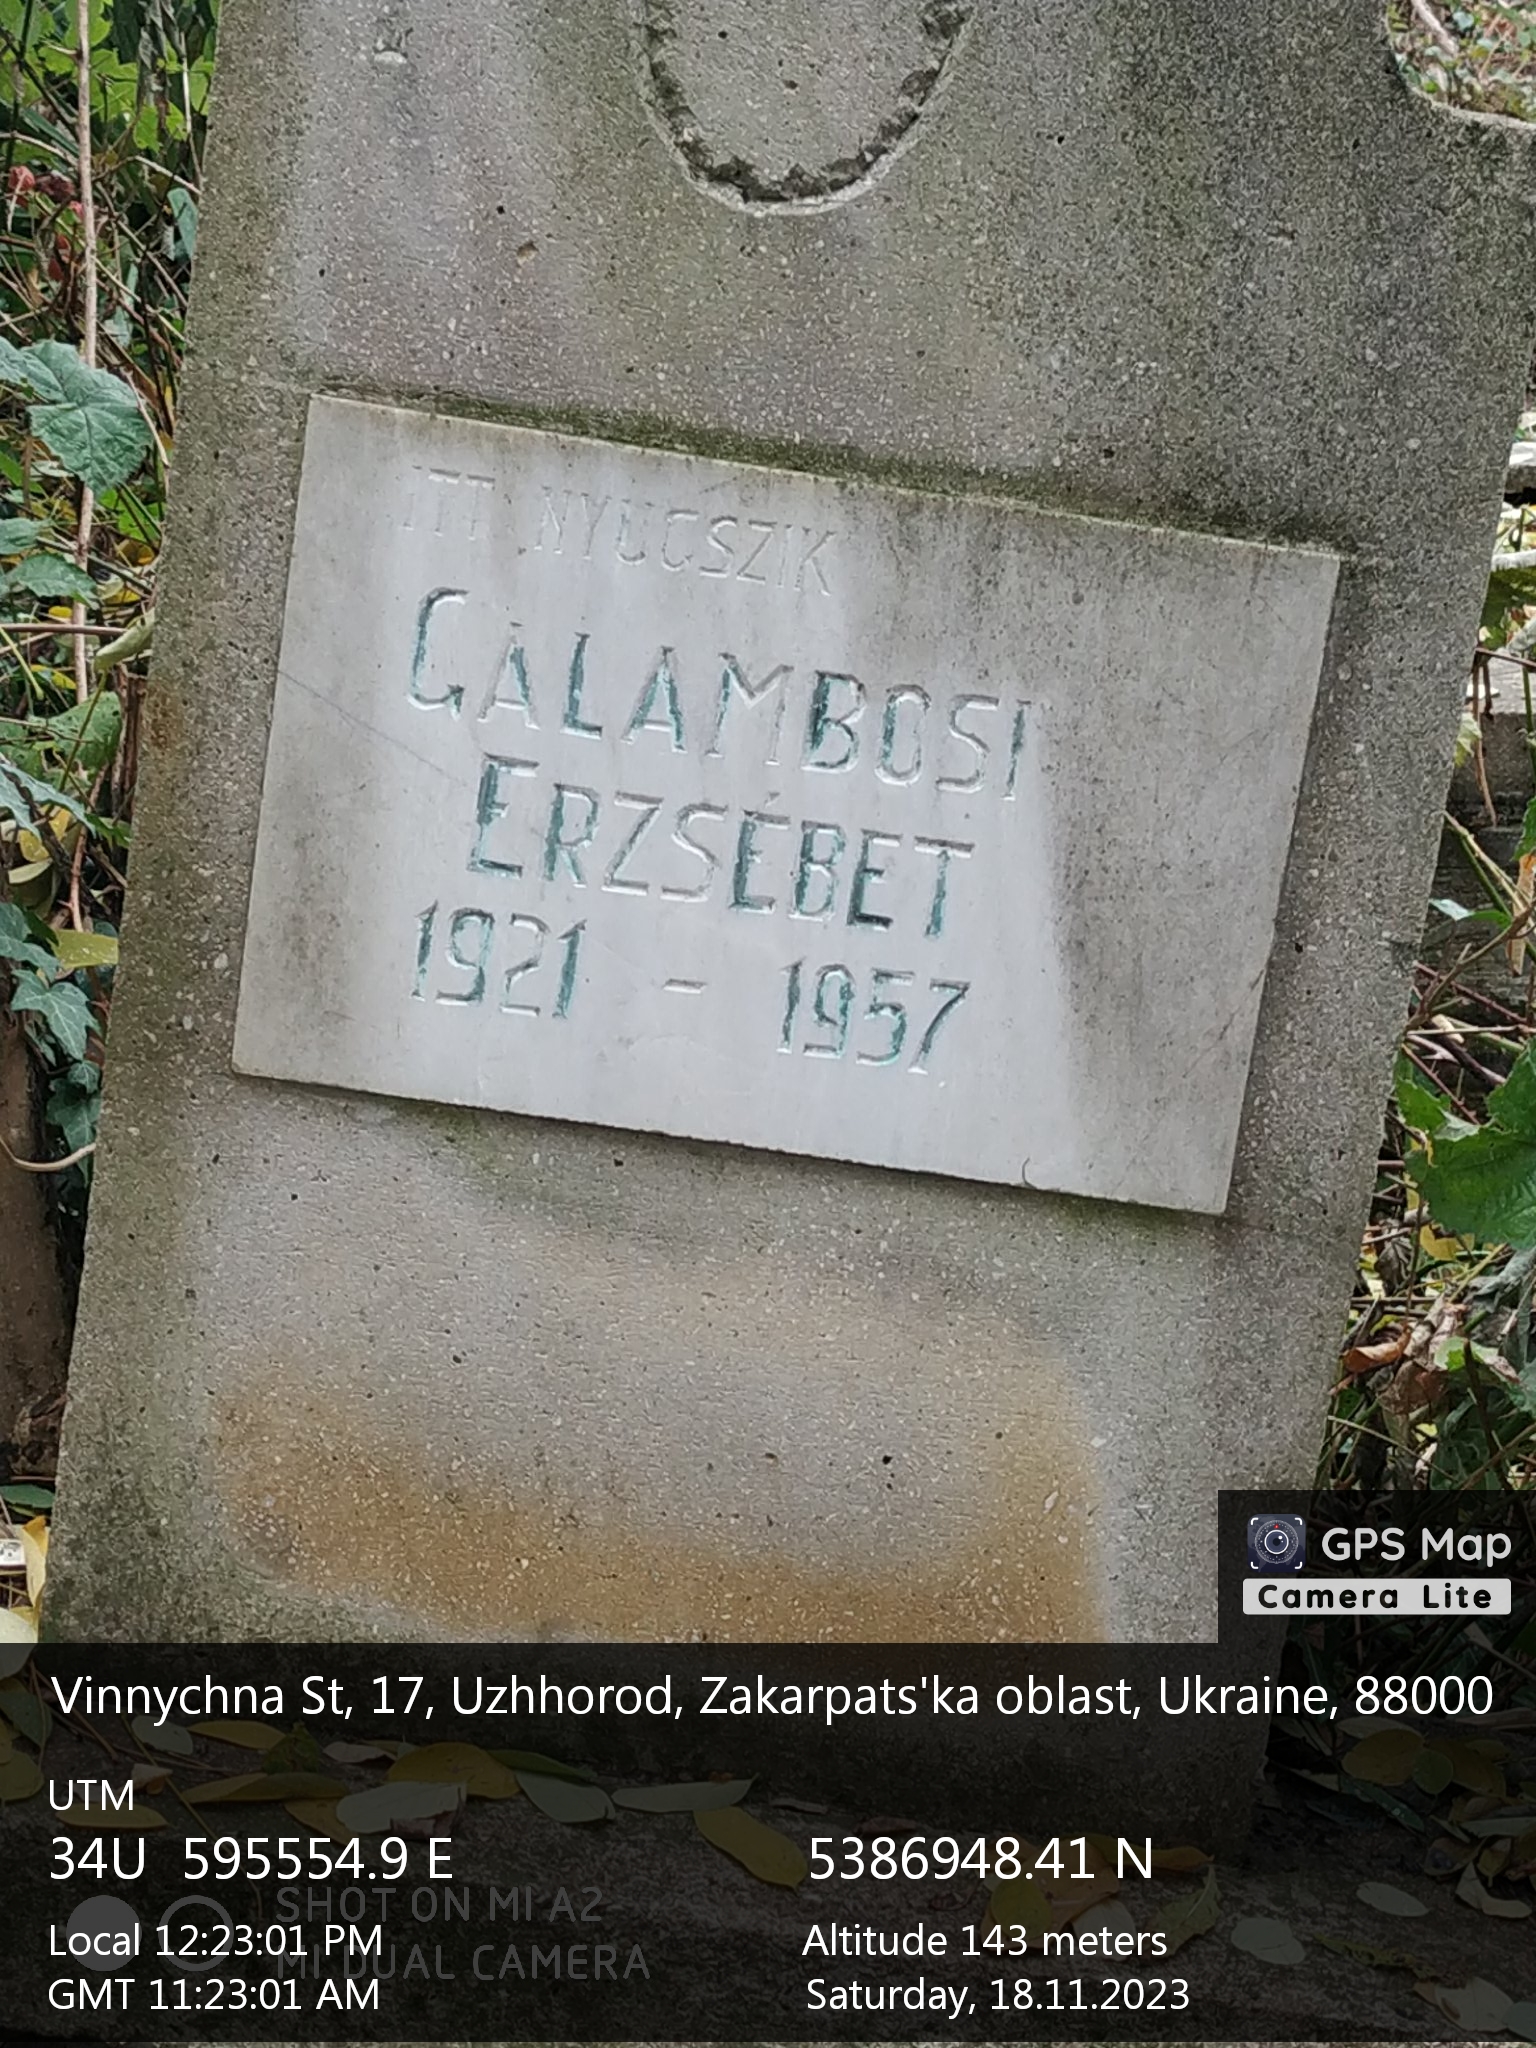 ITT NYUGSZIK
GALAMBOSI
ERZSÉBET
1921 - 1957
GPS Map
Camera Lite
Vinnychna St, 17, Uzhhorod, Zakarpats'ka oblast, Ukraine, 88000
UTM
34U 595554.9 E 5386948.41 N
SHOT ON MI A2
MI DUAL CAMERA
Local 12:23:01 PM Altitude 143 meters
GMT 11:23:01 AM Saturday, 18.11.2023